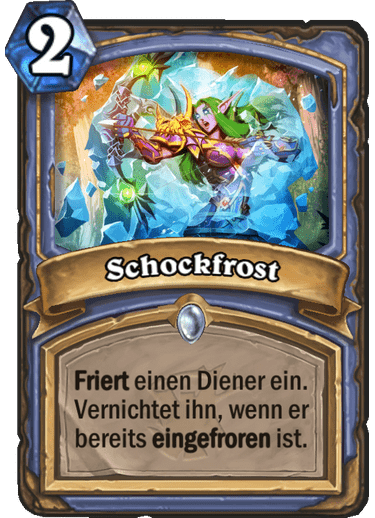 2
Schockfrost
Friert einen Diener ein.
Vernichtet ihn, wenn er
bereits eingefroren ist.